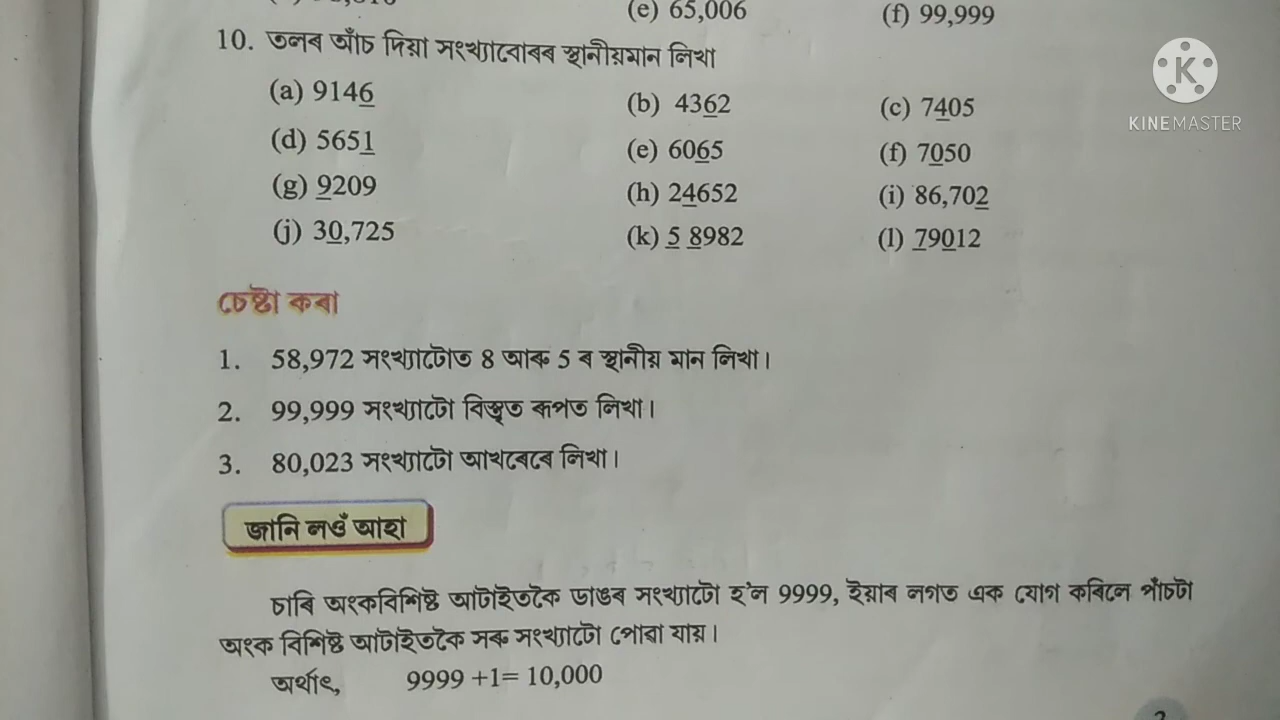 (e) 65,006 (f) 99,999
10. তলৰ আঁচ দিয়া সংখ্যাবোৰৰ স্থানীয়মান লিখা
(a) 9146 (b) 4362 (c) 7405
(d) 5651 (e) 6065 (f) 7050
(g) 9209 (h) 24652 (i) 86,702
(j) 30,725 (k) 5 8982 (l) 79012
চেষ্টা কৰা
1. 58,972 সংখ্যাটোত 8 আৰু 5 ৰ স্থানীয় মান লিখা।
2. 99,999 সংখ্যাটো বিস্তৃত ৰূপত লিখা।
3. 80,023 সংখ্যাটো আখৰেৰে লিখা।
জানি লওঁ আহা
চাৰি অংকবিশিষ্ট আটাইতকৈ ডাঙৰ সংখ্যাটো হ'ল 9999, ইয়াৰ লগত এক যোগ কৰিলে পাঁচটা
অংক বিশিষ্ট আটাইতকৈ সৰু সংখ্যাটো পোৱা যায়।
অৰ্থাৎ, 9999 +1= 10,000
KINEMASTER